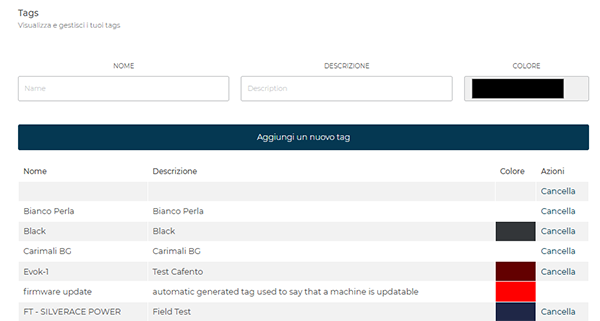 Tags
Visualizza e gestisci i tuoi tags
NOME DESCRIZIONE COLORE
Name Description
Aggiungi un nuovo tag
Nome Descrizione Colore Azioni
Cancella
Bianco Perla Bianco Perla Cancella
Black Black Cancella
Carimali BG Carimali BG Cancella
Evok-1 Test Cafento Cancella
firmware update automatic generated tag used to say that a machine is updatable
FT - SILVERACE POWER Field Test Cancella